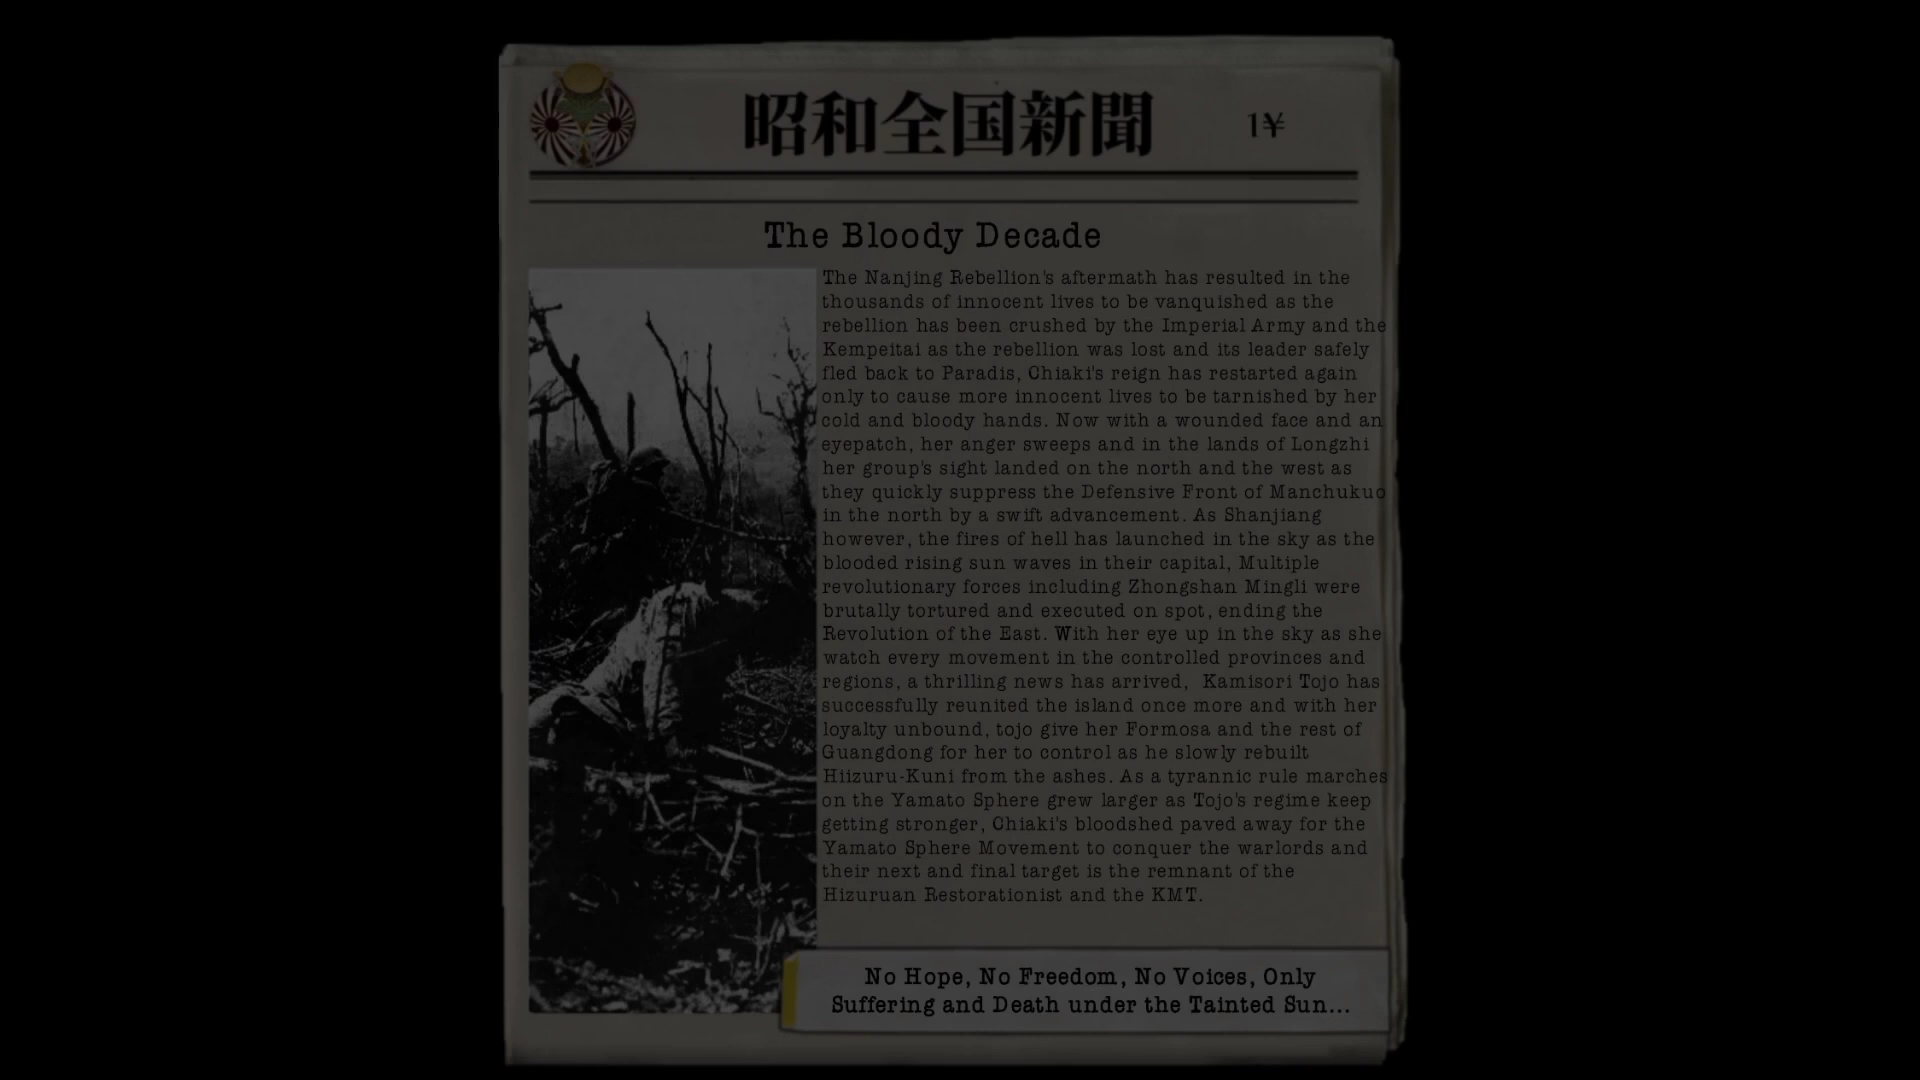 昭和全国新聞
1¥
The Bloody Decade
The Nanjing Rebellion's aftermath has resulted in the
thousands of innocent lives to be vanquished as the
rebellion has been crushed by the Imperial Army and the
Kempeitai as the rebellion was lost and its leader safely
fled back to Paradis, Chiaki's reign has restarted again
only to cause more innocent lives to be tarnished by her
cold and bloody hands. Now with a wounded face and an
eyepatch, her anger sweeps and in the lands of Longzhi
her group's sight landed on the north and the west as
they quickly suppress the Defensive Front of Manchukuo
in the north by a swift advancement. As Shanjiang
however, the fires of hell has launched in the sky as the
blooded rising sun waves in their capital, Multiple
revolutionary forces including Zhongshan Mingli were
brutally tortured and executed on spot, ending the
Revolution of the East. With her eye up in the sky as she
watch every movement in the controlled provinces and
regions, a thrilling news has arrived,  Kamisori Tojo has
successfully reunited the island once more and with her
loyalty unbound, tojo give her Formosa and the rest of
Guangdong for her to control as he slowly rebuilt
Hiizuru-Kuni from the ashes. As a tyrannic rule marches
on the Yamato Sphere grew larger as Tojo's regime keep
getting stronger, Chiaki's bloodshed paved away for the
Yamato Sphere Movement to conquer the warlords and
their next and final target is the remnant of the
Hizuruan Restorationist and the KMT.
No Hope, No Freedom, No Voices, Only
Suffering and Death under the Tainted Sun...